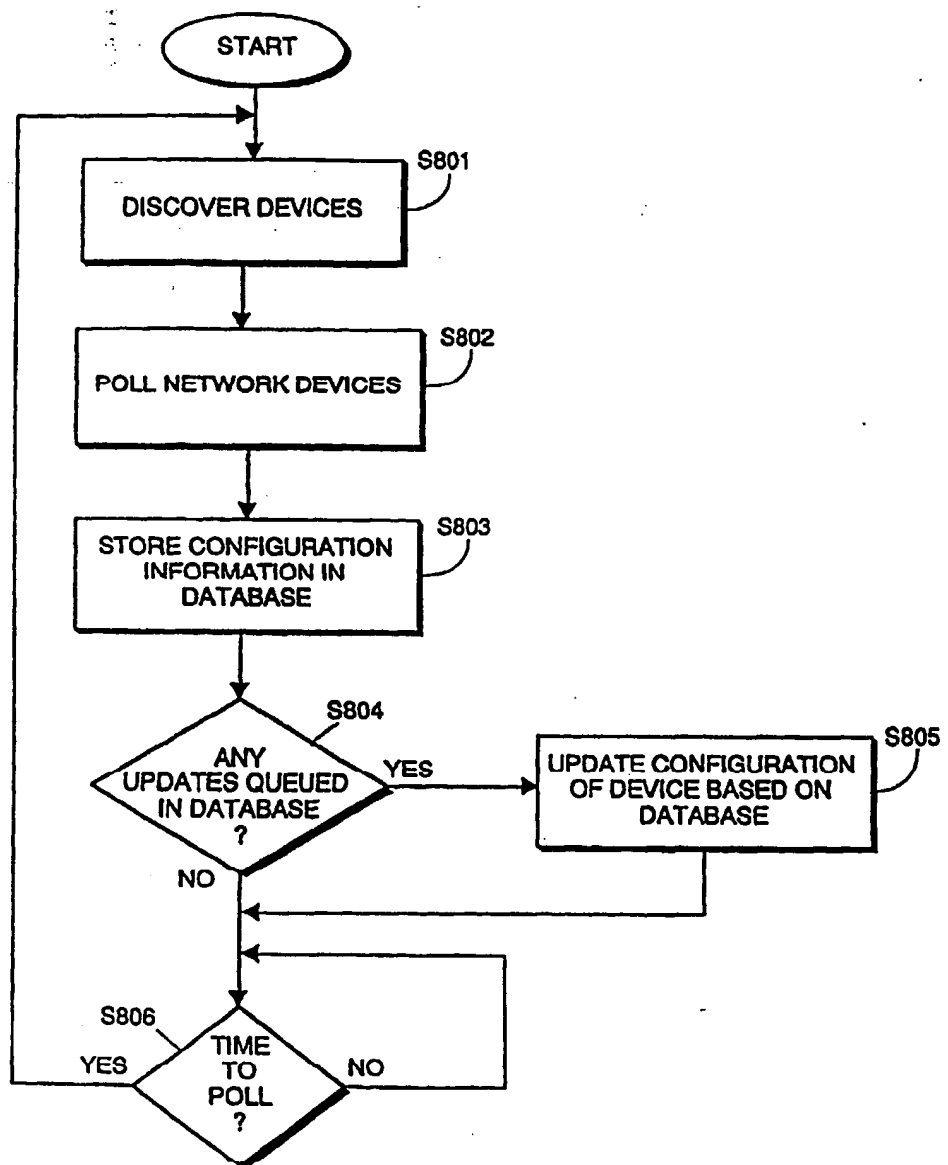 START
S801
DISCOVER DEVICES
S802
POLL NETWORK DEVICES
S803
STORE CONFIGURATION
INFORMATION IN
DATABASE
S804
ANY
UPDATES QUEUED
IN DATABASE
?
YES
S805
UPDATE CONFIGURATION
OF DEVICE BASED ON
DATABASE
NO
S806
TIME
TO
POLL
?
YES
NO